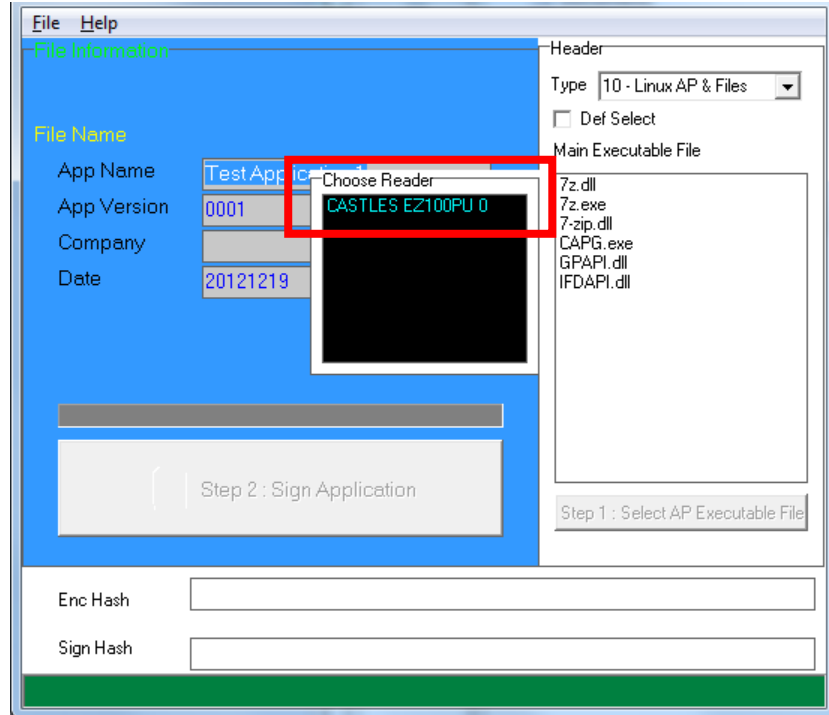 File Help
File Information
File Name
App Name
App Version 0001
Company
Date 20121219
Choose Reader
CASTLES EZ100PU 0
Step 2 : Sign Application
Header
Type 10 - Linux AP & Files
Def Select
Main Executable File
7z.dll
7z.exe
7-zip.dll
CAPG.exe
GPAPI.dll
IFDAPI.dll
Step 1 : Select AP Executable File
Enc Hash
Sign Hash